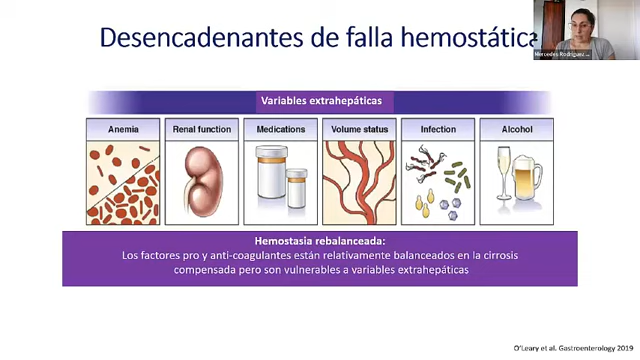 Desencadenantes de falla hemostática
Mercedes Rodriguez ...
Variables extrahepáticas
Anemia
Renal function
Medications
Volume status
Infection
Alcohol
Hemostasia rebalanceada:
Los factores pro y anti-coagulantes están relativamente balanceados en la cirrosis
compensada pero son vulnerables a variables extrahepáticas
O'Leary et al. Gastroenterology 2019